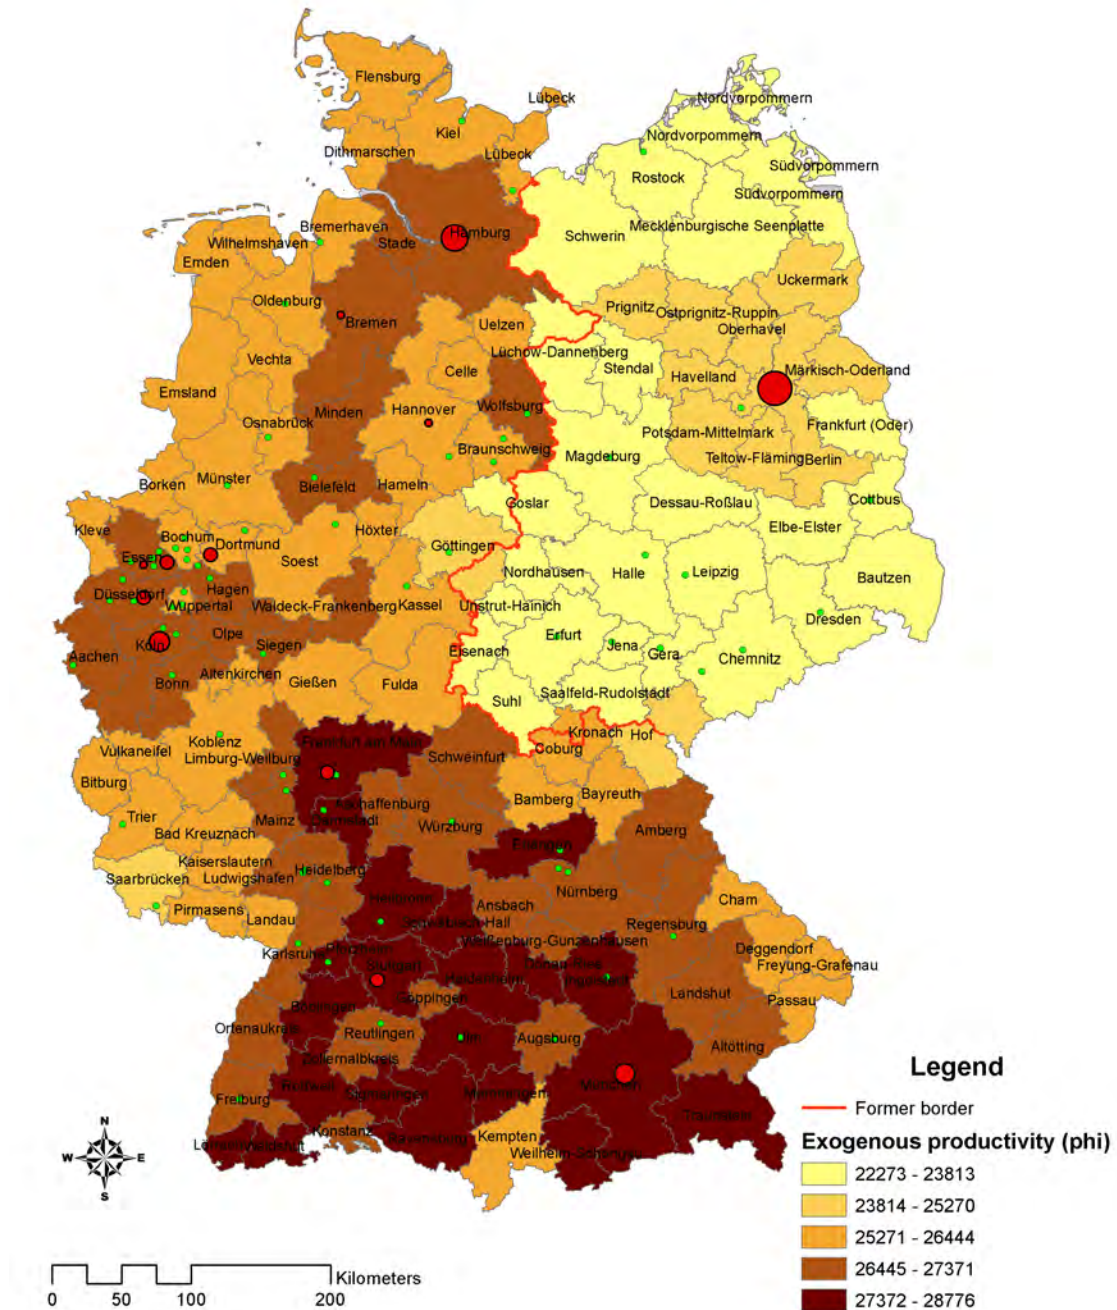 Flensburg
Lübeck
Nordvorpommern
Kiel
Nordvorpommern
Dithmarschen
Lübeck
Südvorpommern
Rostock
Südvorpommern
Bremerhaven
Mecklenburgische Seenplatte
Hamburg
Schwerin
Wilhelmshaven
Stade
Emden
Uckermark
Oldenburg
Prignitz
Ostprignitz-Ruppin
Bremen
Uelzen
Oberhavel
Vechta
Lüchow-Dannenberg
Celle
Stendal
Havelland
Märkisch-Oderland
Emsland
Minden
Hannover
Wolfsburg
Osnabrück
Frankfurt (Oder)
Potsdam-Mittelmark
Braunschweig
Magdeburg
Teltow-Fläming
Berlin
Borken
Münster
Bielefeld
Hameln
Goslar
Dessau-Roßlau
Cottbus
Kleve
Bochum
Höxter
Elbe-Elster
Essen
Dortmund
Göttingen
Soest
Nordhausen
Halle
Leipzig
Bautzen
Düsseldorf
Hagen
Wuppertal
Waldeck-Frankenberg
Kassel
Unstrut-Hainich
Dresden
Köln
Olpe
Siegen
Eisenach
Erfurt
Jena
Gera
Chemnitz
Aachen
Altenkirchen
Bonn
Gießen
Fulda
Suhl
Saalfeld-Rudolstadt
Koblenz
Kronach
Hof
Vulkaneifel
Limburg-Weilburg
Frankfurt am Main
Schweinfurt
Coburg
Bitburg
Bamberg
Bayreuth
Trier
Mainz
Aschaffenburg
Darmstadt
Würzburg
Amberg
Bad Kreuznach
Erlangen
Kaiserslautern
Saarbrücken
Ludwigshafen
Heidelberg
Nürnberg
Pirmasens
Landau
Heilbronn
Ansbach
Cham
Schwäbisch Hall
Regensburg
Karlsruhe
Pforzheim
Weißenburg-Gunzenhausen
Deggendorf
Stuttgart
Heidenheim
Donau-Ries
Ingolstadt
Freyung-Grafenau
Böblingen
Göppingen
Landshut
Passau
Ortenaukreis
Reutlingen
Ulm
Augsburg
Altötting
Zollernalbkreis
Rottweil
Sigmaringen
Memmingen
München
Freiburg
Traunstein
Lörrach
Waldshut
Konstanz
Ravensburg
Kempten
Weilheim-Schongau
N
W
E
S
Legend
Former border
Exogenous productivity (phi)
22273 - 23813
23814 - 25270
25271 - 26444
26445 - 27371
27372 - 28776
Kilometers
0 50 100 200